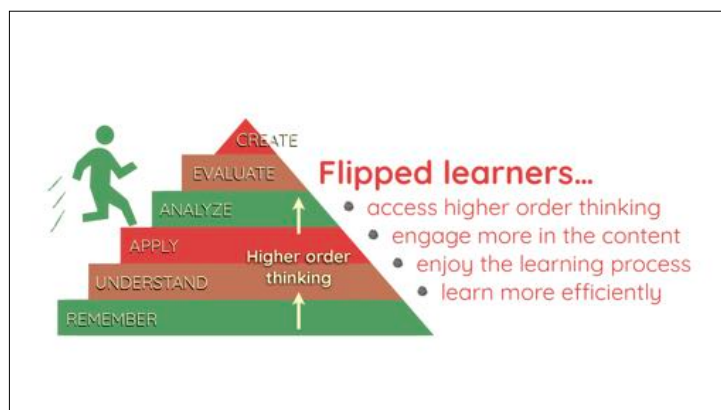 CREATE
EVALUATE
ANALYZE
APPLY
UNDERSTAND
REMEMBER
Higher order
thinking
Flipped learners...
access higher order thinking
engage more in the content
enjoy the learning process
learn more efficiently